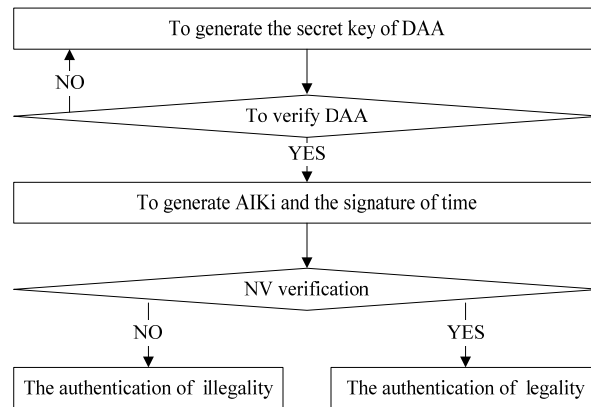 To generate the secret key of DAA
NO
To verify DAA
YES
To generate AIKi and the signature of time
NV verification
NO
YES
The authentication of illegality
The authentication of legality